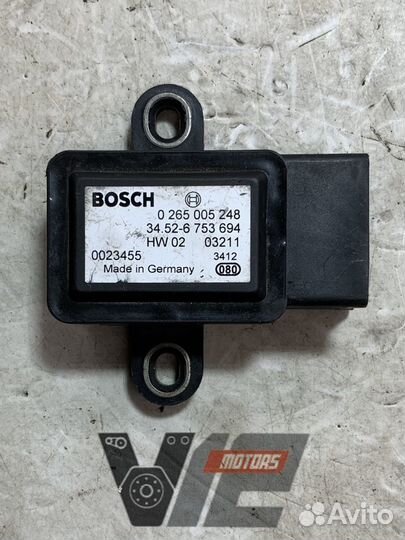 BOSCH
0 265 005 248
34.52-6 753 694
HW 02 03211
0023455 3412
Made in Germany 080
VIC
MOTORS
Avito